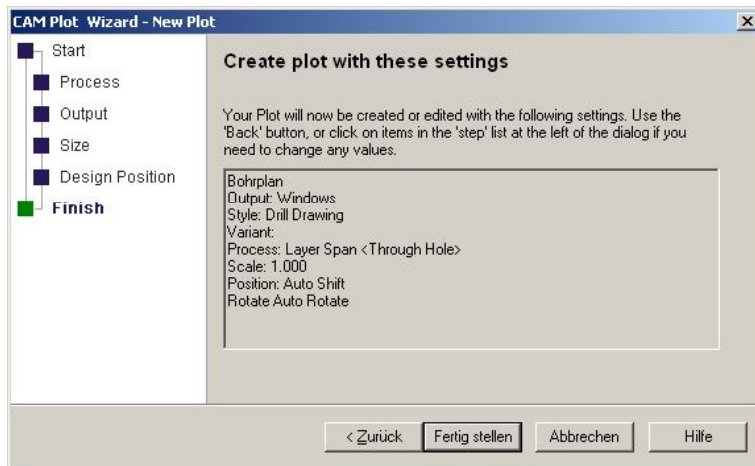 CAM Plot Wizard - New Plot
Start
Process
Output
Size
Design Position
Finish
Create plot with these settings
Your Plot will now be created or edited with the following settings. Use the
'Back' button, or click on items in the 'step' list at the left of the dialog if you
need to change any values.
Bohrplan
Output: Windows
Style: Drill Drawing
Variant:
Process: Layer Span <Through Hole>
Scale: 1.000
Position: Auto Shift
Rotate Auto Rotate
< Zurück
Fertig stellen
Abbrechen
Hilfe